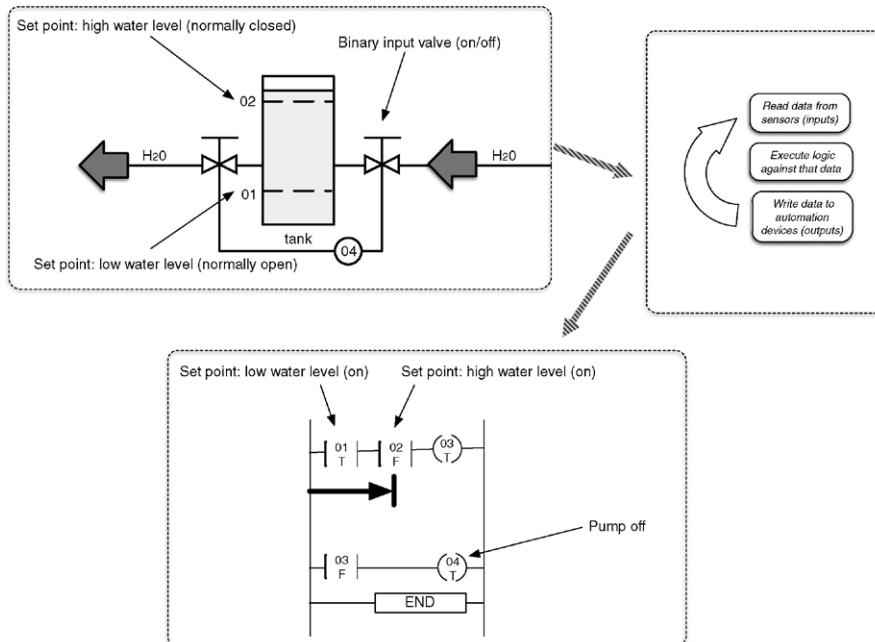 Set point: high water level (normally closed)
Binary input valve (on/off)
02
H20
H20
01
tank
04
Set point: low water level (normally open)
Read data from
sensors (inputs)
Execute logic
against that data
Write data to
automation
devices (outputs)
Set point: low water level (on)
Set point: high water level (on)
01
T
02
F
03
T
Pump off
03
F
04
T
END